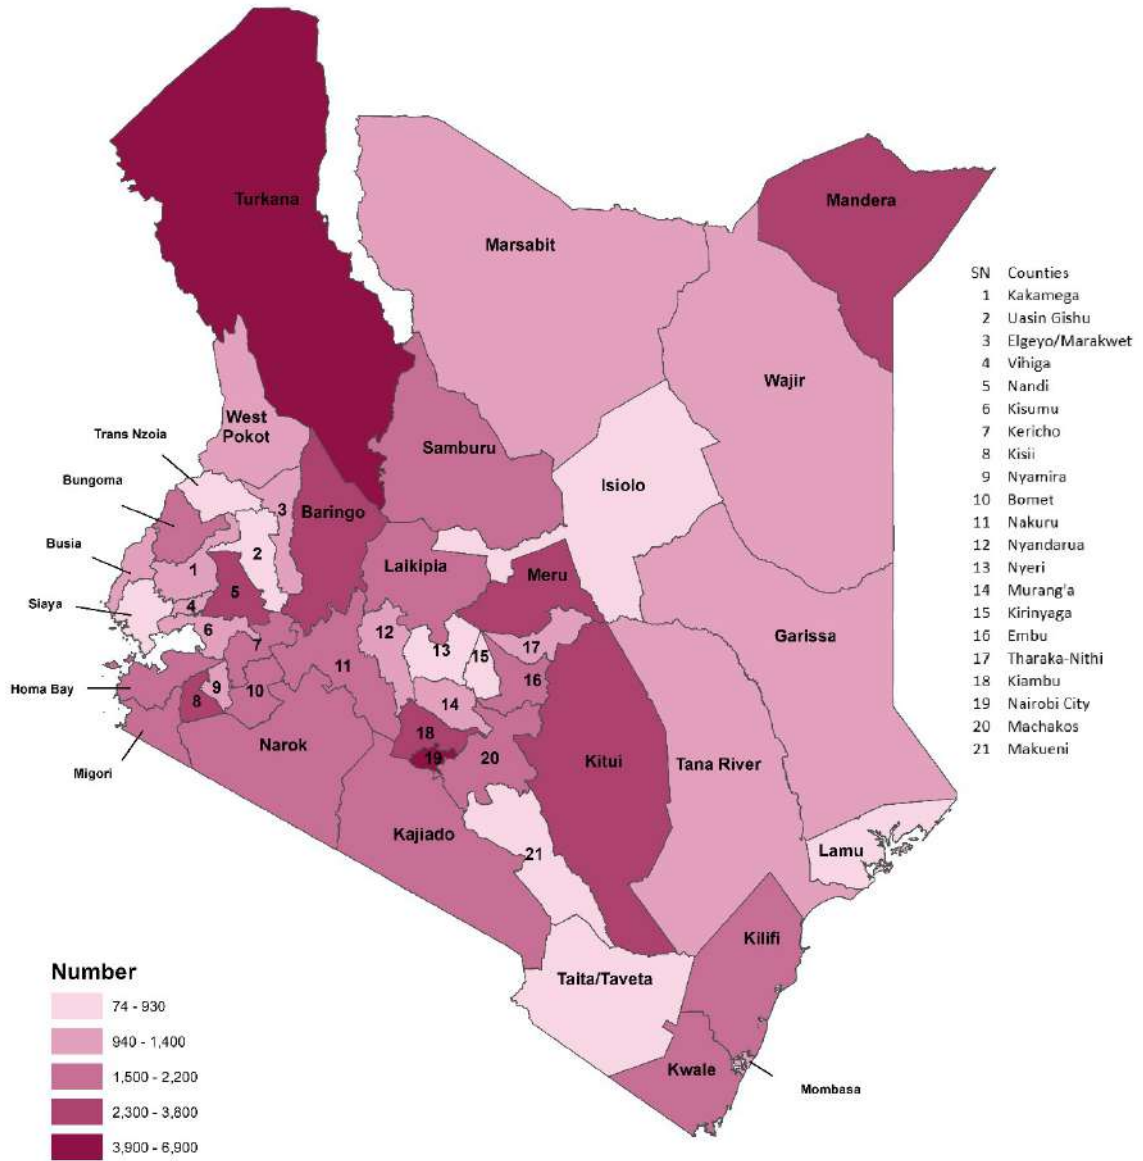 Turkana
Mandera
Marsabit
SN Counties
1 Kakamega
2 Uasin Gishu
3 Elgeyo/Marakwet
4 Vihiga
5 Nandi
6 Kisumu
7 Kericho
8 Kisii
9 Nyamira
10 Bomet
11 Nakuru
12 Nyandarua
13 Nyeri
14 Murang'a
15 Kirinyaga
16 Embu
17 Tharaka-Nithi
18 Kiambu
19 Nairobi City
20 Machakos
21 Makueni
Wajir
West
Pokot
Trans Nzoia
Samburu
Bungoma
Isiolo
3
Baringo
Busia
2
1
Laikipia
Meru
5
Siaya
4
6
12
Garissa
7
13
15
17
11
16
Homa Bay
8
9
10
14
18
Narok
19
20
Kitui
Tana River
Migori
Kajiado
21
Lamu
Kilifi
Taita/Taveta
Kwale
Mombasa
Number
74 - 930
940 - 1,400
1,500 - 2,200
2,300 - 3,800
3,900 - 6,900